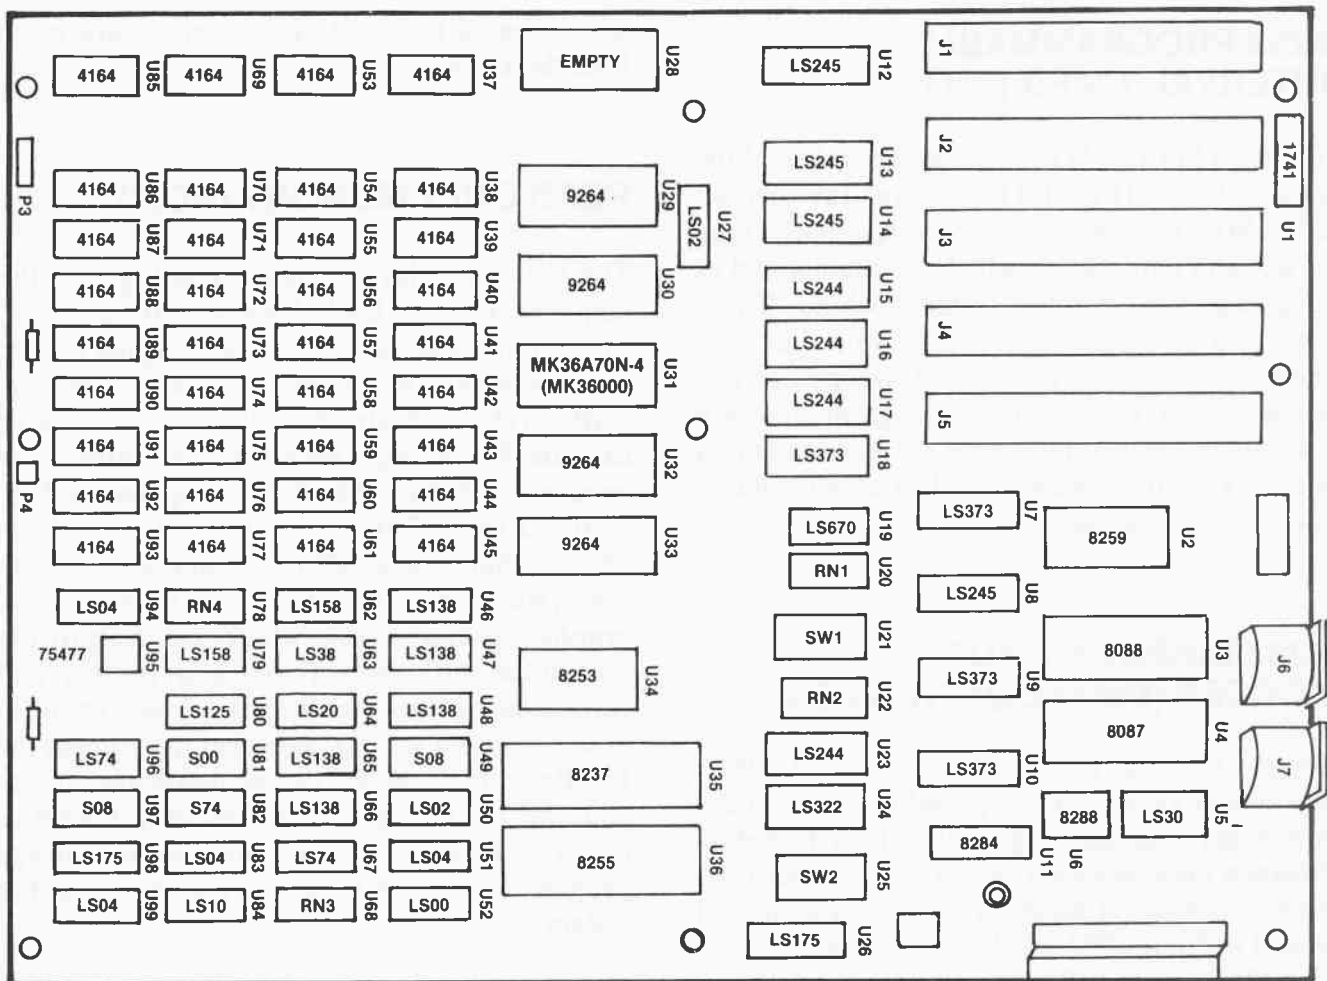 4164 U85 4164 U69 4164 U53 4164 U37 EMPTY U28 LS245 U12 J1
P3 LS245 U13 J2 1741 U1
4164 U86 4164 U70 4164 U54 4164 U38 9264 U29 LS02 U27
4164 U87 4164 U71 4164 U55 4164 U39 LS245 U14 J3
4164 U88 4164 U72 4164 U56 4164 U40 9264 U30 LS244 U15
4164 U89 4164 U73 4164 U57 4164 U41 LS244 U16 J4
MK36A70N-4 U31
(MK36000)
4164 U90 4164 U74 4164 U58 4164 U42 LS244 U17 J5
4164 U91 4164 U75 4164 U59 4164 U43 9264 U32 LS373 U18
P4 4164 U92 4164 U76 4164 U60 4164 U44 LS373 U7
4164 U93 4164 U77 4164 U61 4164 U45 9264 U33 LS670 U19 8259 U2
RN1 U20
LS04 U94 RN4 U78 LS158 U62 LS138 U46 LS245 U8
75477 U95 LS158 U79 LS38 U63 LS138 U47 SW1 U21 8088 U3
8253 U34 LS373 U9 J6
LS125 U80 LS20 U64 LS138 U48 RN2 U22
LS74 U96 S00 U81 LS138 U65 S08 U49 8237 U35 LS244 U23 LS373 U10 8087 U4 J7
S08 U97 S74 U82 LS138 U66 LS02 U50 LS322 U24 8288 U6 LS30 U5
LS175 U98 LS04 U83 LS74 U67 LS04 U51 8255 U36 8284 U11
LS04 U99 LS10 U84 RN3 U68 LS00 U52 SW2 U25
LS175 U26